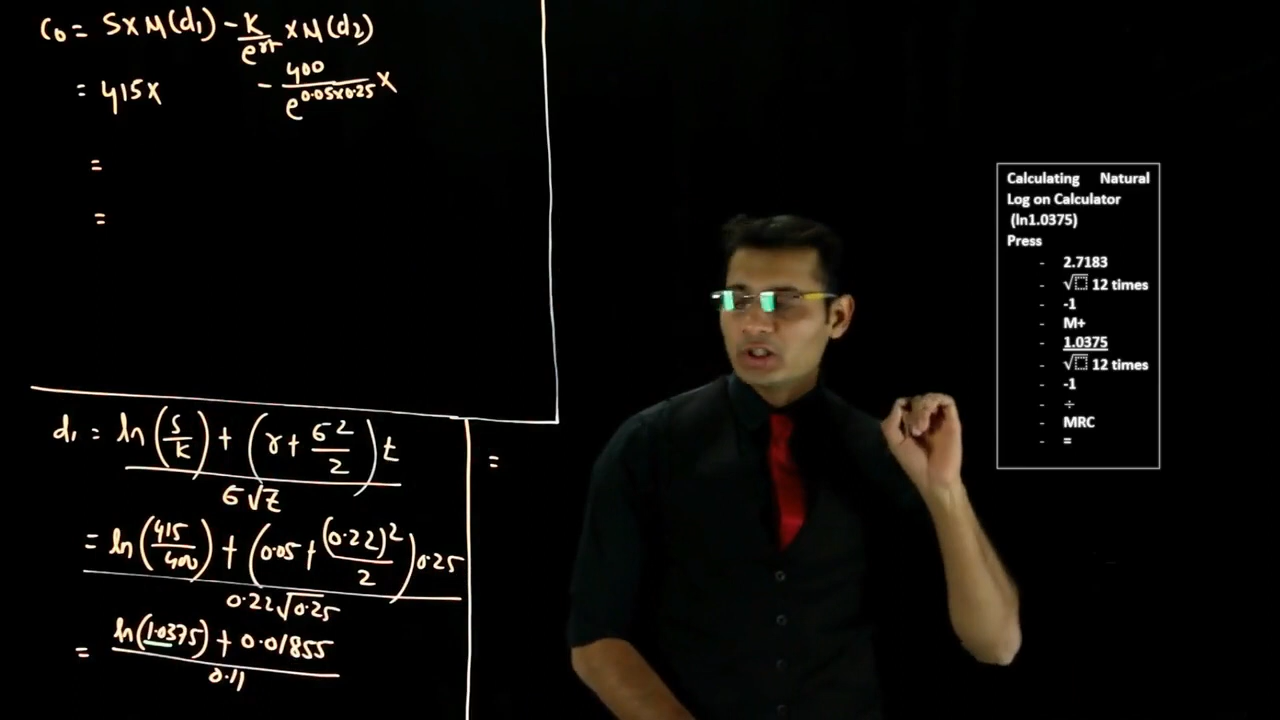 C₀ = S × N(d₁) − K/e^rt × N(d₂)
= 415 × − 400/e^0.05×0.25 ×
=
=
d₁ = ln(S/K) + (r + σ²/2)t
σ√t
= ln(415/400) + (0.05 + (0.22)²/2)0.25
0.22√0.25
= ln(1.0375) + 0.01855
0.11
=
Calculating Natural
Log on Calculator
(ln1.0375)
Press
- 2.7183
- √ 12 times
- -1
- M+
- 1.0375
- √ 12 times
- -1
- ÷
- MRC
- =